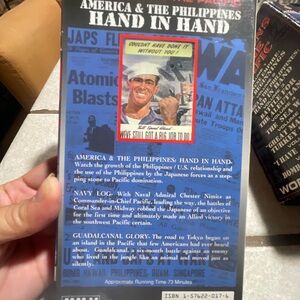 AMERICA & THE PHILIPPINES
HAND IN HAND
JAPS
COULDN'T HAVE DONE IT
WITHOUT YOU!
Atomic
Blasts
WE'VE STILL GOT A BIG JOB TO DO
AMERICA & THE PHILIPPINES: HAND IN HAND-
Watch the growth of the Philippines / U.S. relationship and
the use of the Philippines by the Japanese forces as a step-
ping stone to Pacific domination.
NAVY LOG- With Naval Admiral Chester Nimitz as
Commander-in-Chief Pacific, leading the way, the battles of
Coral Sea and Midway robbed the Japanese of an objective
for the first time and ultimately made an Allied victory in
the southwest Pacific certain.
GUADALCANAL GLORY- The road to Tokyo began on
an island in the Pacific that few Americans had ever heard
about. Guadalcanal, a six-month battle against an enemy
who lived in the jungle like an animal and moved just as
silently.
BOMB HAWAII, PHILIPPINES, GUAM, SINGAPORE
Approximate Running Time 73 Minutes
ISBN 1-57622-017-6